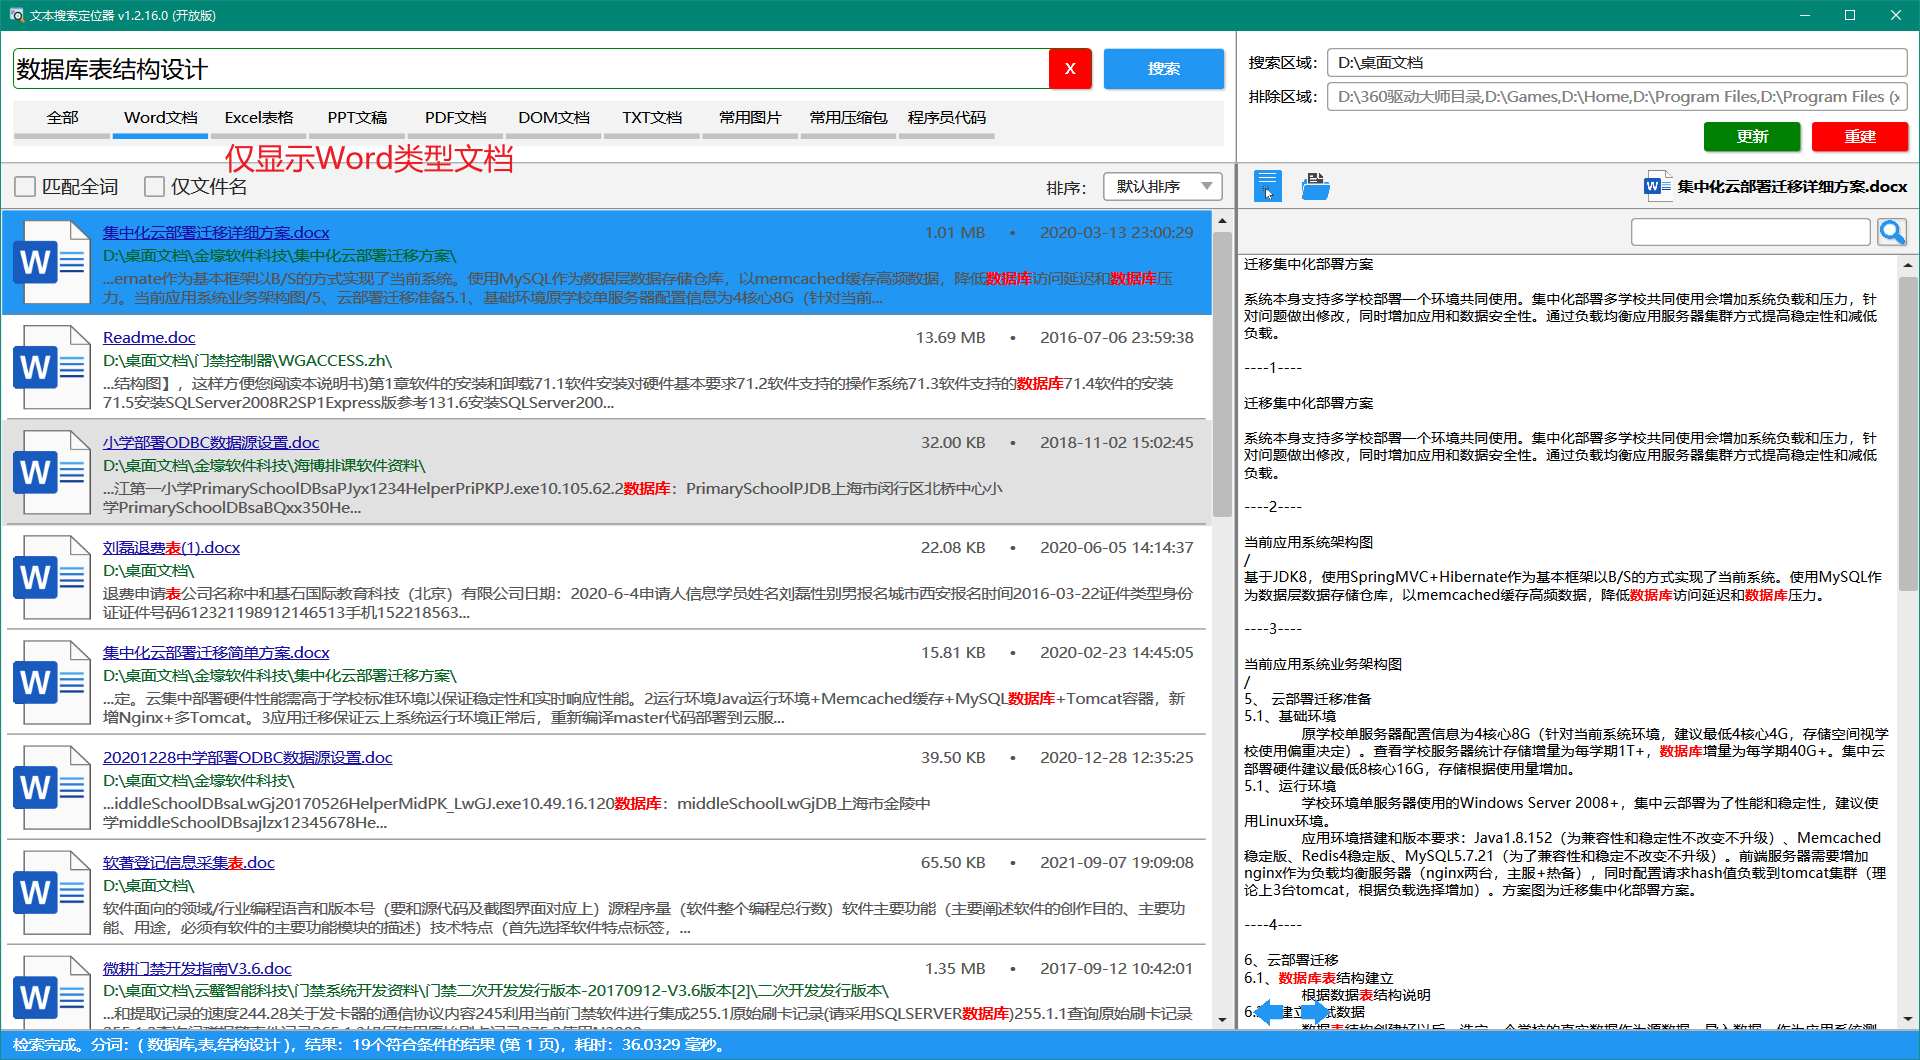 文本搜索定位器 v1.2.16.0 (开放版)
数据库表结构设计
X
搜索
搜索区域：
D:\桌面文档
排除区域：
D:\360驱动大师目录,D:\Games,D:\Home,D:\Program Files,D:\Program Files (x
更新
重建
全部
Word文档
Excel表格
PPT文稿
PDF文档
DOM文档
TXT文档
常用图片
常用压缩包
程序员代码
仅显示Word类型文档
匹配全词
仅文件名
排序：
默认排序
集中化云部署迁移详细方案.docx
1.01 MB • 2020-03-13 23:00:29
D:\桌面文档\金壕软件科技\集中化云部署迁移方案\
...ernate作为基本框架以B/S的方式实现了当前系统。使用MySQL作为数据层数据存储仓库，以memcached缓存高频数据，降低数据库访问延迟和数据库压
力。当前应用系统业务架构图/5、云部署迁移准备5.1、基础环境原学校单服务器配置信息为4核心8G（针对当前...
Readme.doc
13.69 MB • 2016-07-06 23:59:38
D:\桌面文档\门禁控制器\WGACCESS.zh\
...结构图】，这样方便您阅读本说明书)第1章软件的安装和卸载71.1软件安装对硬件基本要求71.2软件支持的操作系统71.3软件支持的数据库71.4软件的安装
71.5安装SQLServer2008R2SP1Express版参考131.6安装SQLServer200...
小学部署ODBC数据源设置.doc
32.00 KB • 2018-11-02 15:02:45
D:\桌面文档\金壕软件科技\海博排课软件资料\
...江第一小学PrimarySchoolDBsaPJyx1234HelperPriPKPJ.exe10.105.62.2数据库：PrimarySchoolPJDB上海市闵行区北桥中心小
学PrimarySchoolDBsaBQxx350He...
刘磊退费表(1).docx
22.08 KB • 2020-06-05 14:14:37
D:\桌面文档\
退费申请表公司名称中和基石国际教育科技（北京）有限公司日期：2020-6-4申请人信息学员姓名刘磊性别男报名城市西安报名时间2016-03-22证件类型身份
证证件号码612321198912146513手机152218563...
集中化云部署迁移简单方案.docx
15.81 KB • 2020-02-23 14:45:05
D:\桌面文档\金壕软件科技\集中化云部署迁移方案\
...定。云集中部署硬件性能需高于学校标准环境以保证稳定性和实时响应性能。2运行环境Java运行环境+Memcached缓存+MySQL数据库+Tomcat容器，新
增Nginx+多Tomcat。3应用迁移保证云上系统运行环境正常后，重新编译master代码部署到云服...
20201228中学部署ODBC数据源设置.doc
39.50 KB • 2020-12-28 12:35:25
D:\桌面文档\金壕软件科技\
...iddleSchoolDBsaLwGj20170526HelperMidPK_LwGJ.exe10.49.16.120数据库：middleSchoolLwGjDB上海市金陵中
学middleSchoolDBsajlzx12345678He...
软著登记信息采集表.doc
65.50 KB • 2021-09-07 19:09:08
D:\桌面文档\
软件面向的领域/行业编程语言和版本号（要和源代码及截图界面对应上）源程序量（软件整个编程总行数）软件主要功能（主要阐述软件的创作目的、主要功
能、用途，必须有软件的主要功能模块的描述）技术特点（首先选择软件特点标签，...
微耕门禁开发指南V3.6.doc
1.35 MB • 2017-09-12 10:42:01
D:\桌面文档\云蟹智能科技\门禁系统开发资料\门禁二次开发发行版本-20170912-V3.6版本[2]\二次开发发行版本\
...和提取记录的速度244.28关于发卡器的通信协议内容245利用当前门禁软件进行集成255.1原始刷卡记录(请采用SQLSERVER数据库)255.1.1查询原始刷卡记录
集中化云部署迁移详细方案.docx
迁移集中化部署方案
系统本身支持多学校部署一个环境共同使用。集中化部署多学校共同使用会增加系统负载和压力，针
对问题做出修改，同时增加应用和数据安全性。通过负载均衡应用服务器集群方式提高稳定性和减低
负载。
----1----
迁移集中化部署方案
系统本身支持多学校部署一个环境共同使用。集中化部署多学校共同使用会增加系统负载和压力，针
对问题做出修改，同时增加应用和数据安全性。通过负载均衡应用服务器集群方式提高稳定性和减低
负载。
----2----
当前应用系统架构图
/
基于JDK8，使用SpringMVC+Hibernate作为基本框架以B/S的方式实现了当前系统。使用MySQL作
为数据层数据存储仓库，以memcached缓存高频数据，降低数据库访问延迟和数据库压力。
----3----
当前应用系统业务架构图
/
5、 云部署迁移准备
5.1、基础环境
原学校单服务器配置信息为4核心8G（针对当前系统环境，建议最低4核心4G，存储空间视学
校使用偏重决定）。查看学校服务器统计存储增量为每学期1T+，数据库增量为每学期40G+。集中云
部署硬件建议最低8核心16G，存储根据使用量增加。
5.1、运行环境
学校环境单服务器使用的Windows Server 2008+，集中云部署为了性能和稳定性，建议使
用Linux环境。
应用环境搭建和版本要求：Java1.8.152（为兼容性和稳定性不改变不升级）、Memcached
稳定版、Redis4稳定版、MySQL5.7.21（为了兼容性和稳定不改变不升级）。前端服务器需要增加
nginx作为负载均衡服务器（nginx两台，主服+热备），同时配置请求hash值负载到tomcat集群（理
论上3台tomcat，根据负载选择增加）。方案图为迁移集中化部署方案。
----4----
6、云部署迁移
6.1、数据库表结构建立
根据数据表结构说明
6. 建立 试数据
数据表结构创建好以后，选定一个学校的真实数据作为源数据，导入数据，作为应用系统测
检索完成。分词：( 数据库,表,结构设计 )，结果：19个符合条件的结果 (第 1 页)，耗时：36.0329 毫秒。